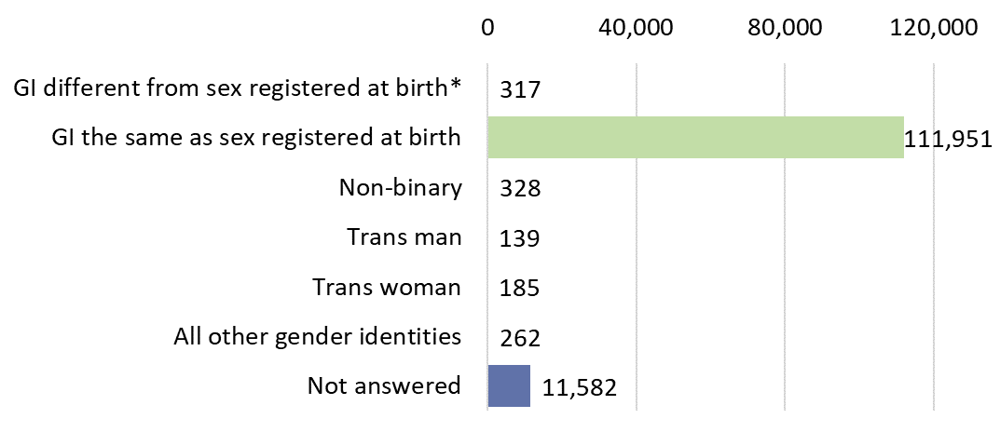 0 40,000 80,000 120,000
GI different from sex registered at birth* 317
GI the same as sex registered at birth 111,951
Non-binary 328
Trans man 139
Trans woman 185
All other gender identities 262
Not answered 11,582